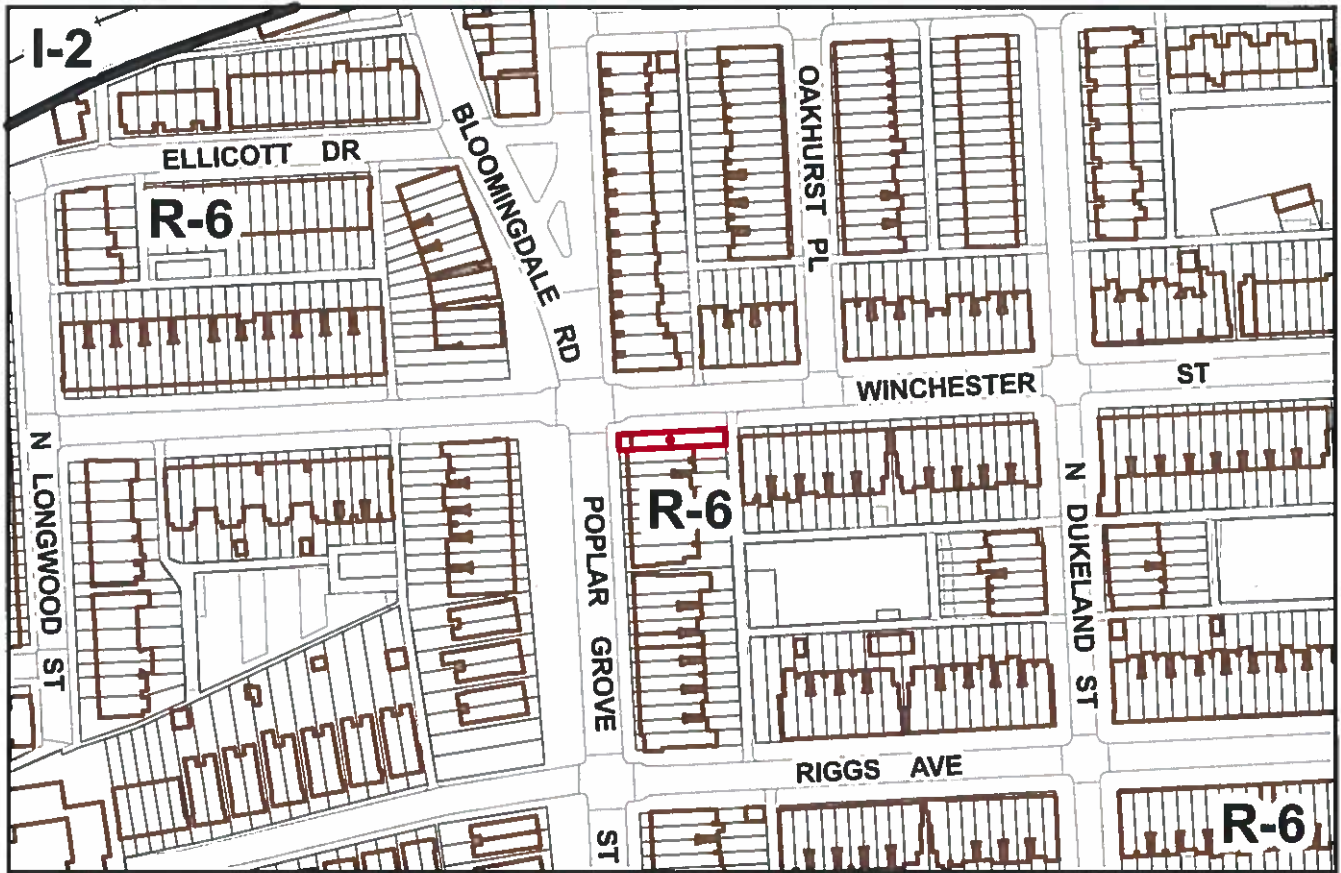 I-2
BLOOMINGDALE RD
OAKHURST PL
ELLICOTT DR
R-6
WINCHESTER ST
N LONGWOOD ST
R-6
POPLAR GROVE ST
N DUKELAND ST
RIGGS AVE
R-6